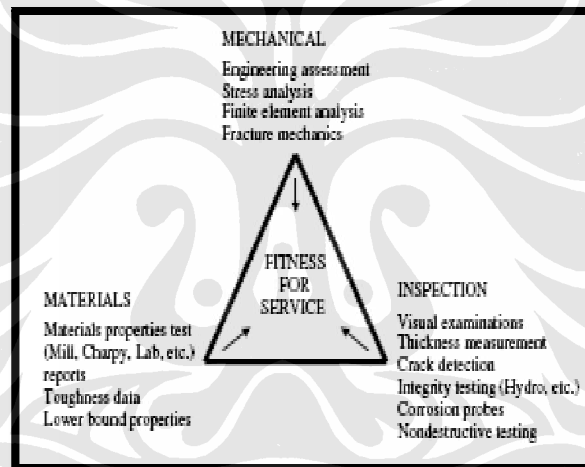 MECHANICAL
Engineering assessment
Stress analysis
Finite element analysis
Fracture mechanics
FITNESS
FOR
SERVICE
MATERIALS
Materials properties test
(Mill, Charpy, Lab, etc.)
reports
Toughness data
Lower bound properties
INSPECTION
Visual examinations
Thickness measurement
Crack detection
Integrity testing (Hydro, etc.)
Corrosion probes
Nondestructive testing